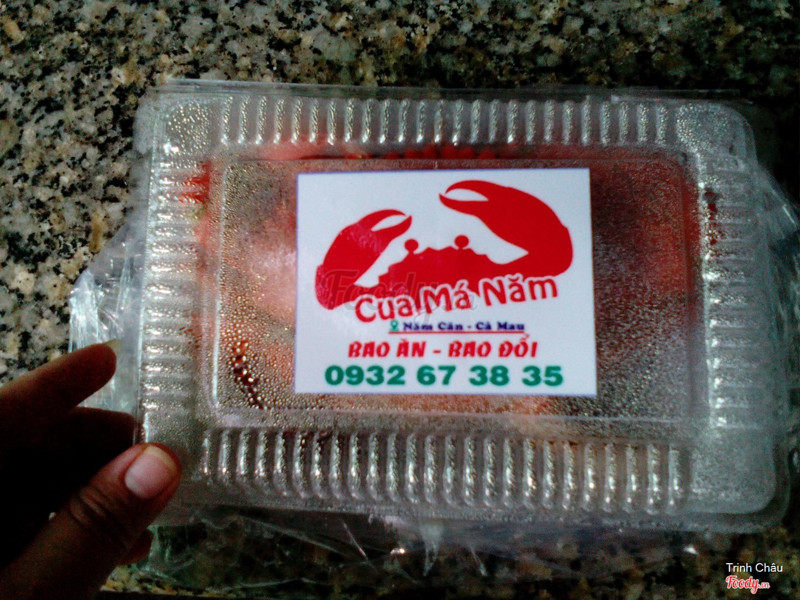 Cua Má Năm
Năm Căn - Cà Mau
BAO ĂN - BAO ĐỔI
0932 67 38 35
Trinh Châu
Foody.vn